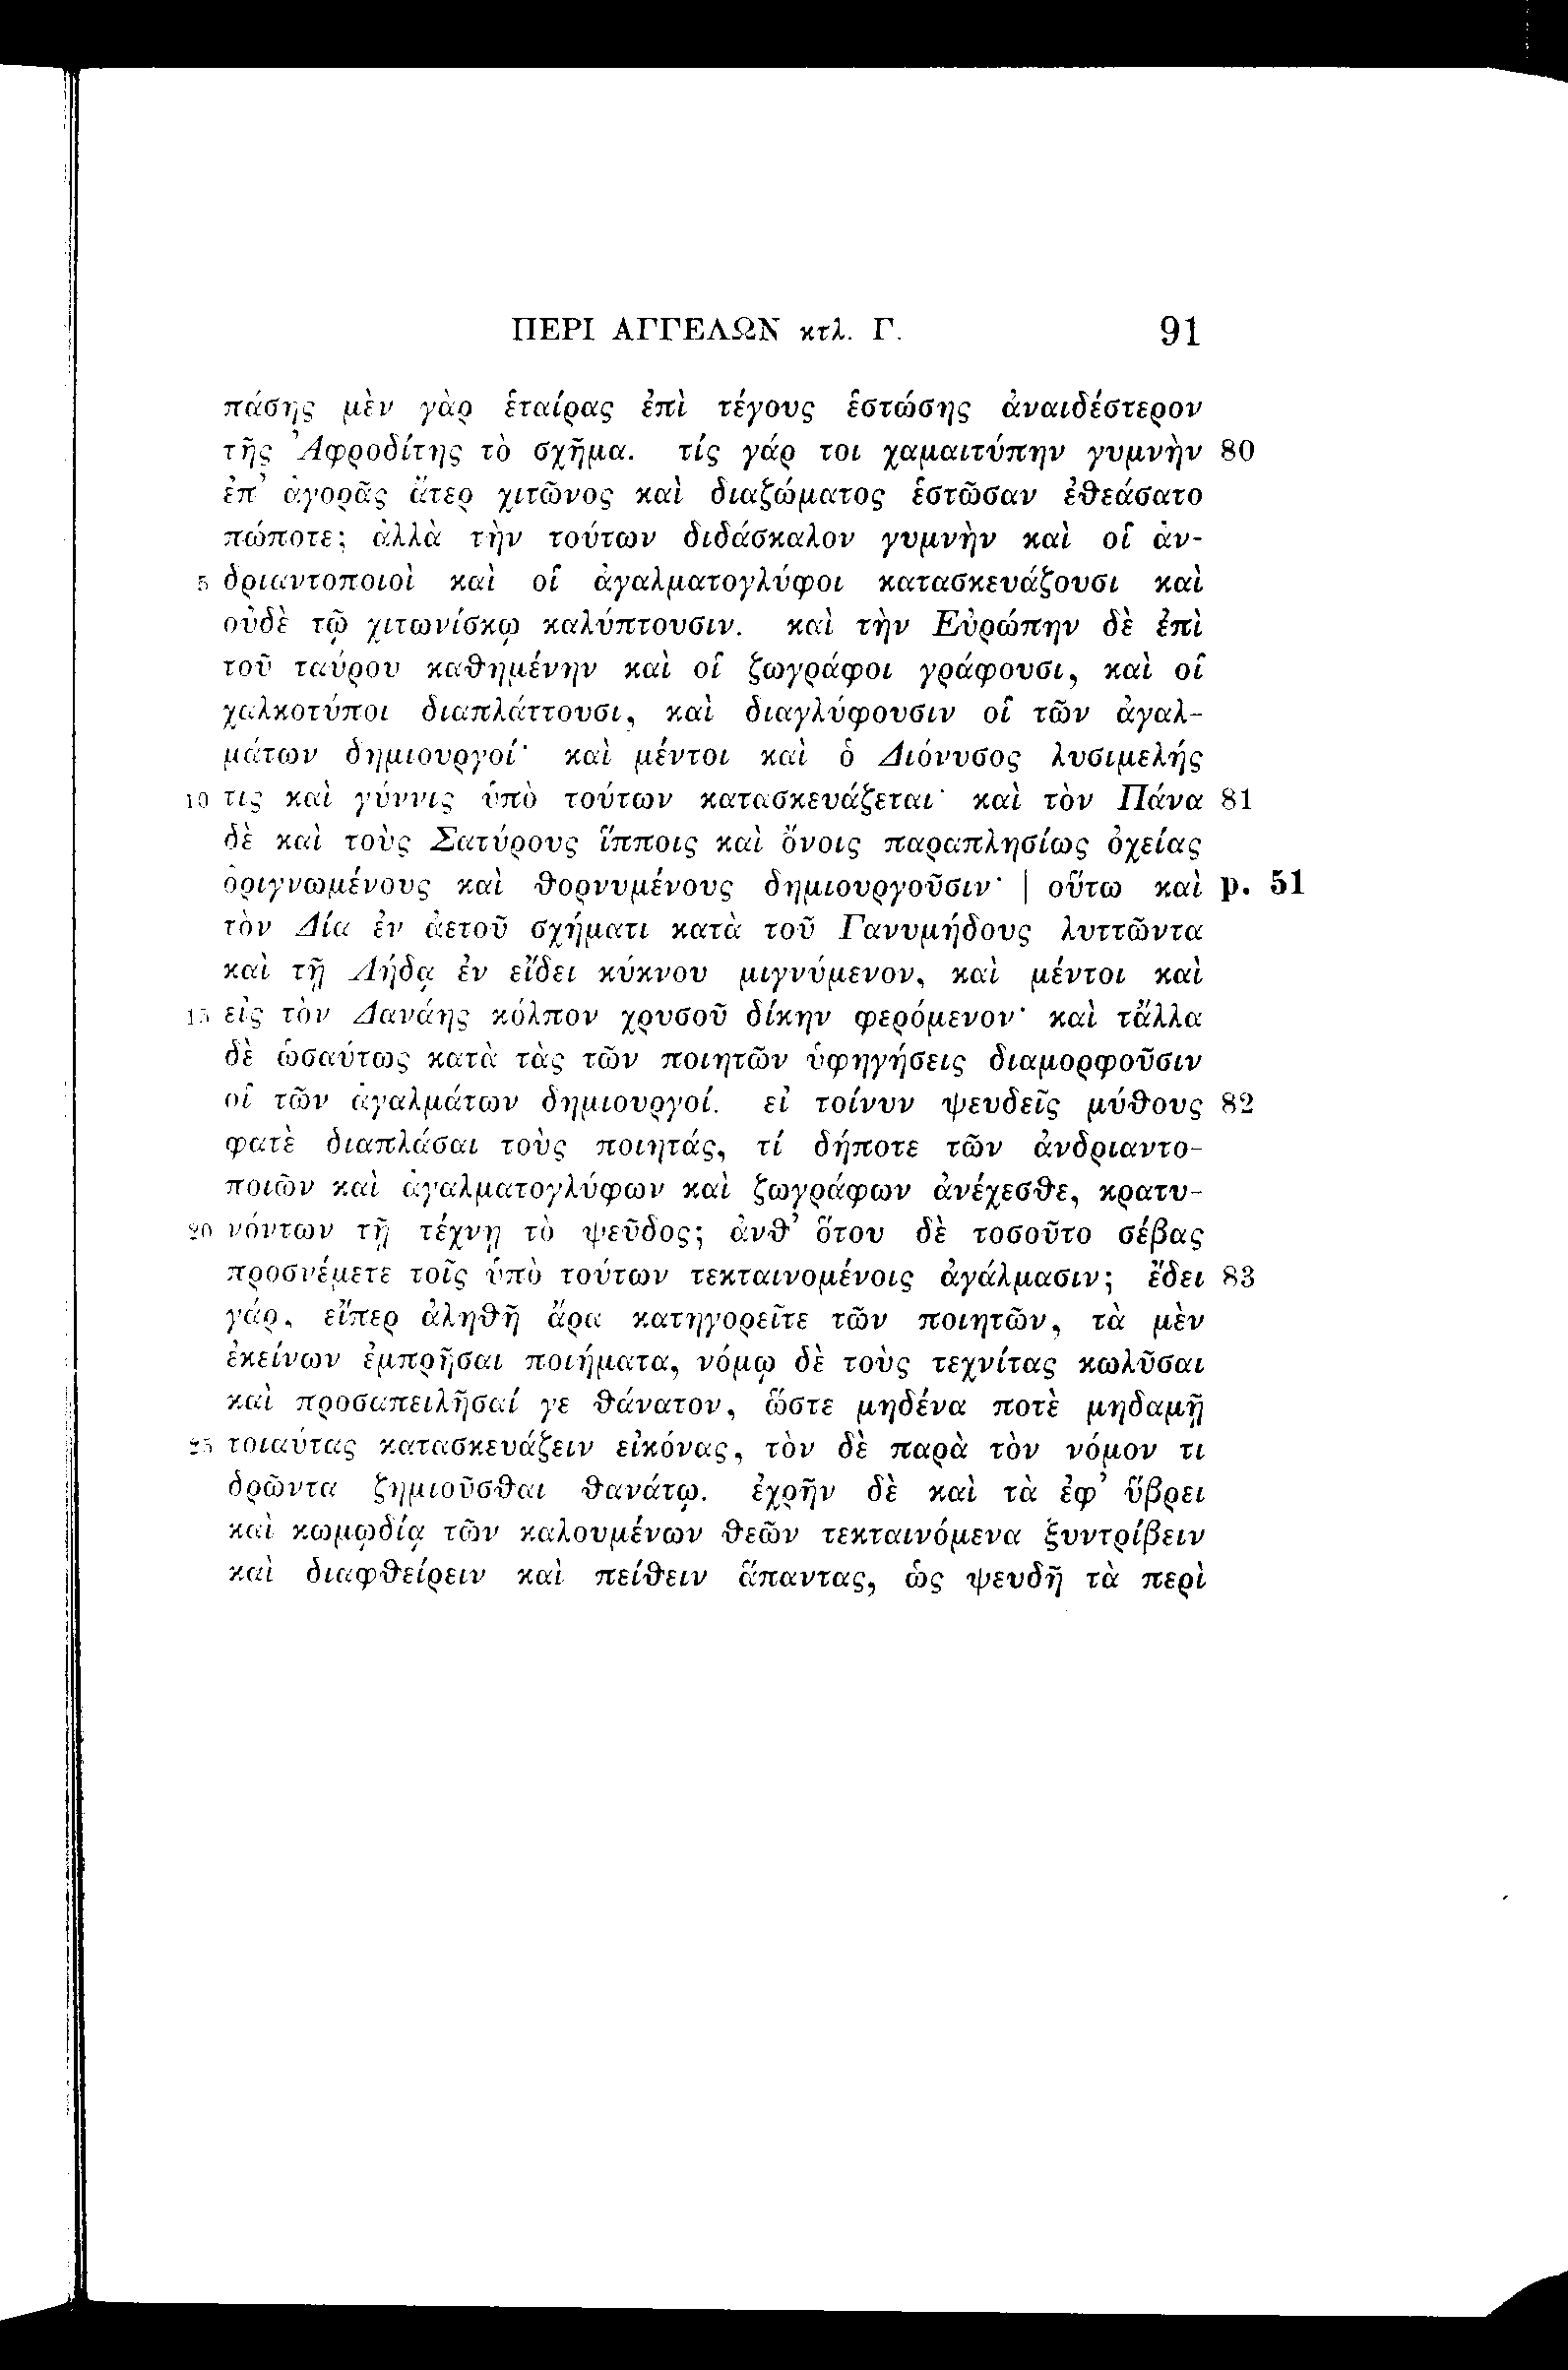 ΠΕΡΙ ΑΓΓΕΛΩΝ κτλ. Γ. 91
πάσης μὲν γὰρ ἑταίρας ἐπὶ τέγους ἑστώσης ἀναιδέστερον
τῆς Ἀφροδίτης τὸ σχῆμα. τίς γάρ τοι χαμαιτύπην γυμνὴν 80
ἐπ' ἀγορᾶς ἄτερ χιτῶνος καὶ διαζώματος ἑστῶσαν ἐθεάσατο
πώποτε; ἀλλὰ τὴν τούτων διδάσκαλον γυμνὴν καὶ οἱ ἀν-
5 δριαντοποιοὶ καὶ οἱ ἀγαλματογλύφοι κατασκευάζουσι καὶ
οὐδὲ τῷ χιτωνίσκῳ καλύπτουσιν. καὶ τὴν Εὐρώπην δὲ ἐπὶ
τοῦ ταύρου καθημένην καὶ οἱ ζωγράφοι γράφουσι, καὶ οἱ
χαλκοτύποι διαπλάττουσι, καὶ διαγλύφουσιν οἱ τῶν ἀγαλ-
μάτων δημιουργοί· καὶ μέντοι καὶ ὁ Διόνυσος λυσιμελής
10 τις καὶ γύννις ὑπὸ τούτων κατασκευάζεται· καὶ τὸν Πάνα 81
δὲ καὶ τοὺς Σατύρους ἵπποις καὶ ὄνοις παραπλησίως ὀχείας
ὀριγνωμένους καὶ θορνυμένους δημιουργοῦσιν· | οὕτω καὶ p. 51
τὸν Δία ἐν ἀετοῦ σχήματι κατὰ τοῦ Γανυμήδους λυττῶντα
καὶ τῇ Λήδᾳ ἐν εἴδει κύκνου μιγνύμενον, καὶ μέντοι καὶ
15 εἰς τὸν Δανάης κόλπον χρυσοῦ δίκην φερόμενον· καὶ τἄλλα
δὲ ὡσαύτως κατὰ τὰς τῶν ποιητῶν ὑφηγήσεις διαμορφοῦσιν
οἱ τῶν ἀγαλμάτων δημιουργοί. εἰ τοίνυν ψευδεῖς μύθους 82
φατὲ διαπλάσαι τοὺς ποιητάς, τί δήποτε τῶν ἀνδριαντο-
ποιῶν καὶ ἀγαλματογλύφων καὶ ζωγράφων ἀνέχεσθε, κρατυ-
20 νόντων τῇ τέχνῃ τὸ ψεῦδος; ἀνθ' ὅτου δὲ τοσοῦτο σέβας
προσνέμετε τοῖς ὑπὸ τούτων τεκταινομένοις ἀγάλμασιν; ἔδει 83
γάρ, εἴπερ ἀληθῆ ἄρα κατηγορεῖτε τῶν ποιητῶν, τὰ μὲν
ἐκείνων ἐμπρῆσαι ποιήματα, νόμῳ δὲ τοὺς τεχνίτας κωλῦσαι
καὶ προσαπειλῆσαί γε θάνατον, ὥστε μηδένα ποτὲ μηδαμῇ
25 τοιαύτας κατασκευάζειν εἰκόνας, τὸν δὲ παρὰ τὸν νόμον τι
δρῶντα ζημιοῦσθαι θανάτῳ. ἐχρῆν δὲ καὶ τὰ ἐφ' ὕβρει
καὶ κωμῳδίᾳ τῶν καλουμένων θεῶν τεκταινόμενα ξυντρίβειν
καὶ διαφθείρειν καὶ πείθειν ἅπαντας, ὡς ψευδῆ τὰ περὶ